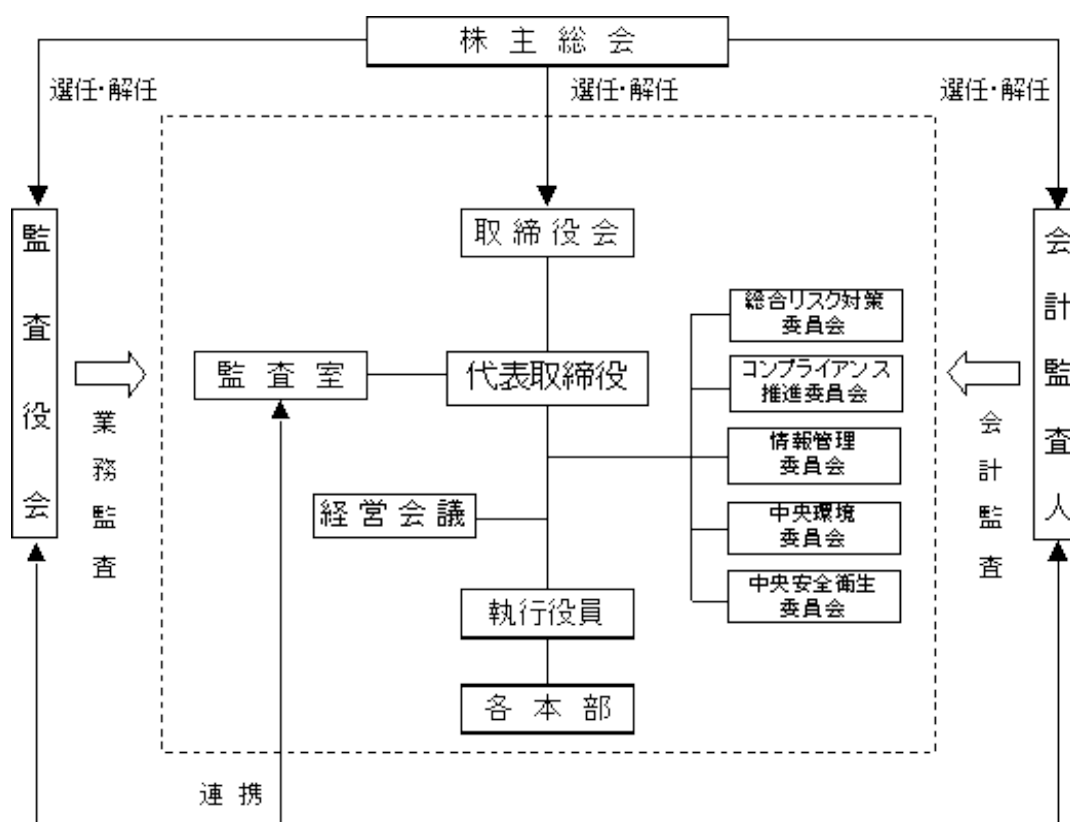 株主総会
選任・解任
選任・解任
選任・解任
監査役会
取締役会
会計監査人
総合リスク対策
委員会
監査室
代表取締役
コンプライアンス
推進委員会
業務監査
会計監査
情報管理
委員会
経営会議
中央環境
委員会
執行役員
中央安全衛生
委員会
各本部
連携